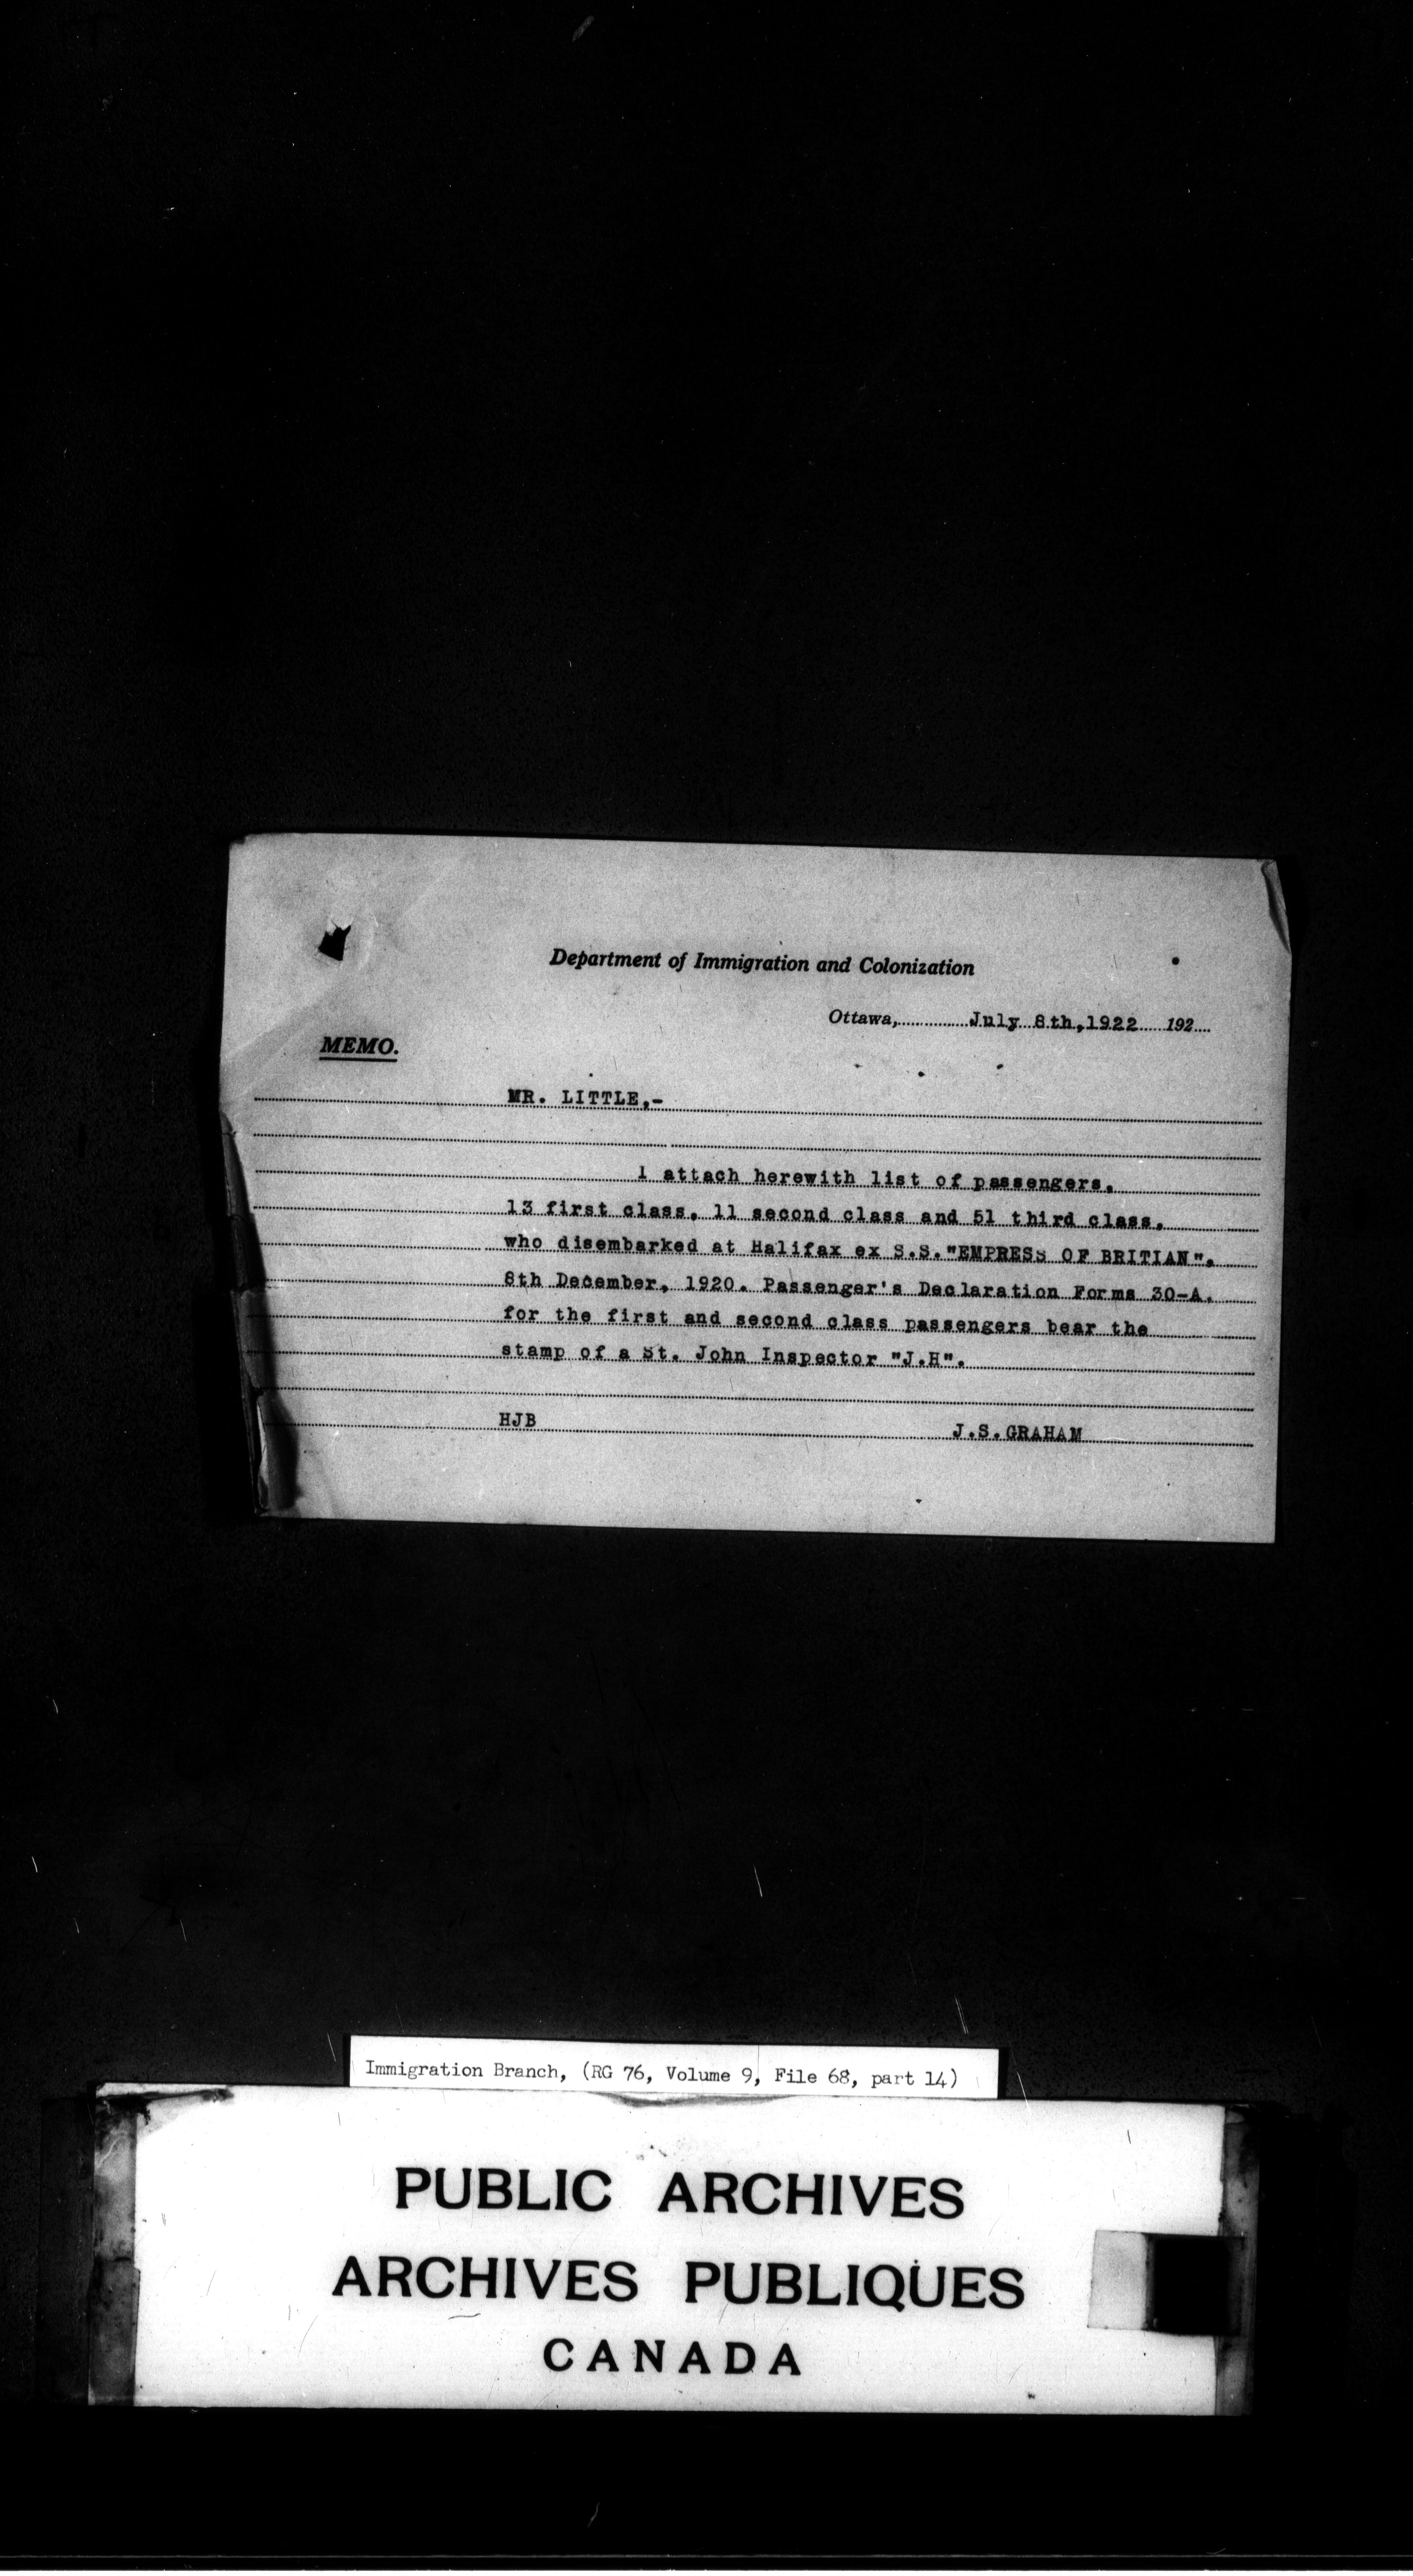 Department of Immigration and Colonization
Ottawa, July 8th,1922 192
MEMO.
MR. LITTLE,-
I attach herewith list of passengers,
13 first class, 11 second class and 51 third class,
who disembarked at Halifax ex S.S."EMPRESS OF BRITIAN",
8th December, 1920. Passenger's Declaration Forms 30-A,
for the first and second class passengers bear the
stamp of a St. John Inspector "J.H".
HJB J.S.GRAHAM
Immigration Branch, (RG 76, Volume 9, File 68, part 14)
PUBLIC ARCHIVES
ARCHIVES PUBLIQUES
CANADA